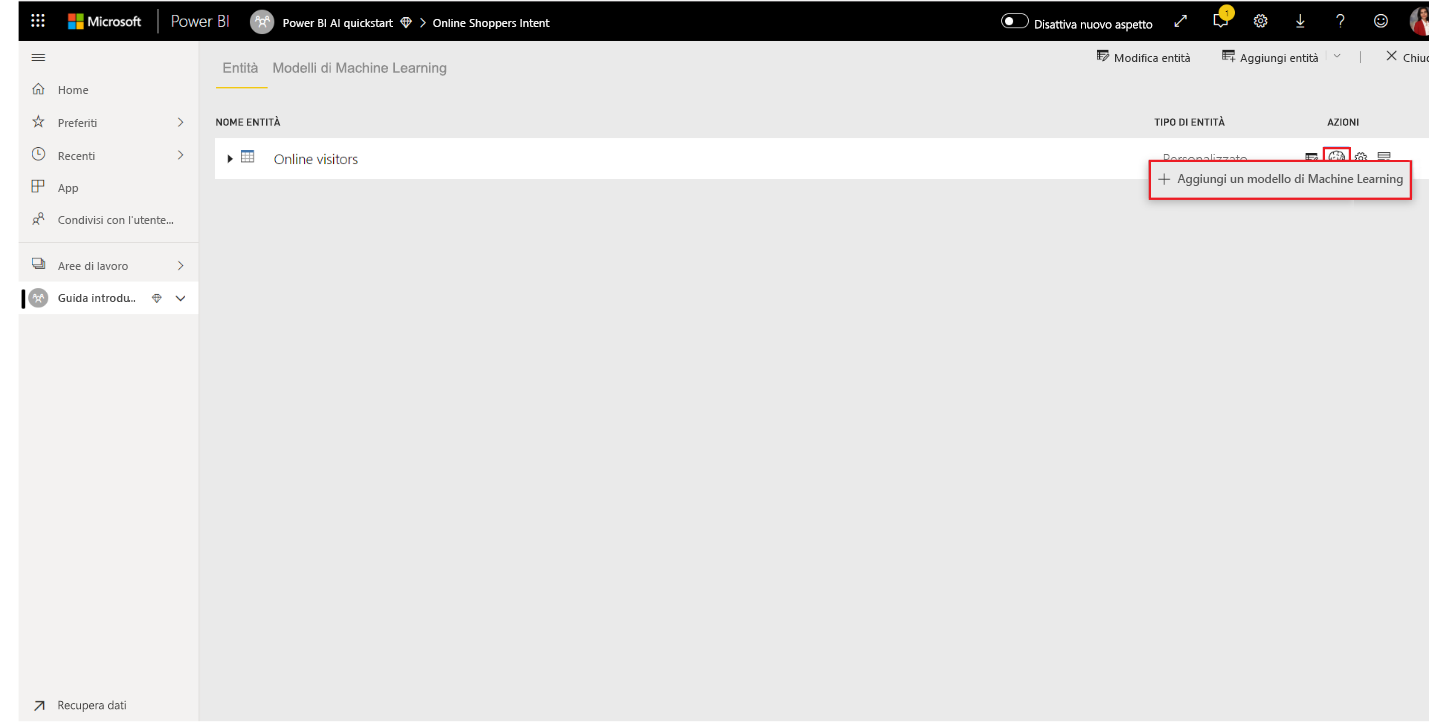 Microsoft Power BI Power BI AI quickstart > Online Shoppers Intent Disattiva nuovo aspetto 1 ?
Entità Modelli di Machine Learning Modifica entità Aggiungi entità
Home
Preferiti
Recenti
App
Condivisi con l'utente...
Aree di lavoro
Guida introdu...
Recupera dati
NOME ENTITÀ TIPO DI ENTITÀ AZIONI
Online visitors Personalizzato
+ Aggiungi un modello di Machine Learning